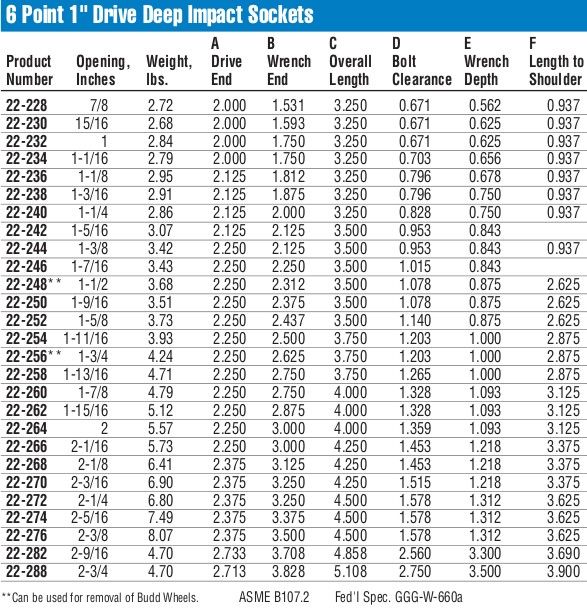 6 Point 1" Drive Deep Impact Sockets
A B C D E F
Product Opening, Weight, Drive Wrench Overall Bolt Wrench Length to
Number Inches lbs. End End Length Clearance Depth Shoulder
22-228 7/8 2.72 2.000 1.531 3.250 0.671 0.562 0.937
22-230 15/16 2.68 2.000 1.593 3.250 0.671 0.625 0.937
22-232 1 2.84 2.000 1.750 3.250 0.671 0.625 0.937
22-234 1-1/16 2.79 2.000 1.750 3.250 0.703 0.656 0.937
22-236 1-1/8 2.95 2.125 1.812 3.250 0.796 0.678 0.937
22-238 1-3/16 2.91 2.125 1.875 3.250 0.796 0.750 0.937
22-240 1-1/4 2.86 2.125 2.000 3.250 0.828 0.750 0.937
22-242 1-5/16 3.07 2.125 2.125 3.500 0.953 0.843
22-244 1-3/8 3.42 2.250 2.125 3.500 0.953 0.843 0.937
22-246 1-7/16 3.43 2.250 2.250 3.500 1.015 0.843
22-248** 1-1/2 3.68 2.250 2.312 3.500 1.078 0.875 2.625
22-250 1-9/16 3.51 2.250 2.375 3.500 1.078 0.875 2.625
22-252 1-5/8 3.73 2.250 2.437 3.500 1.140 0.875 2.625
22-254 1-11/16 3.93 2.250 2.500 3.750 1.203 1.000 2.875
22-256** 1-3/4 4.24 2.250 2.625 3.750 1.203 1.000 2.875
22-258 1-13/16 4.71 2.250 2.750 3.750 1.265 1.000 2.875
22-260 1-7/8 4.79 2.250 2.750 4.000 1.328 1.093 3.125
22-262 1-15/16 5.12 2.250 2.875 4.000 1.328 1.093 3.125
22-264 2 5.57 2.250 3.000 4.000 1.359 1.093 3.125
22-266 2-1/16 5.73 2.250 3.000 4.250 1.453 1.218 3.375
22-268 2-1/8 6.41 2.375 3.125 4.250 1.453 1.218 3.375
22-270 2-3/16 6.90 2.375 3.250 4.250 1.515 1.218 3.375
22-272 2-1/4 6.80 2.375 3.250 4.500 1.578 1.312 3.625
22-274 2-5/16 7.49 2.375 3.375 4.500 1.578 1.312 3.625
22-276 2-3/8 8.07 2.375 3.500 4.500 1.578 1.312 3.625
22-282 2-9/16 4.70 2.733 3.708 4.858 2.560 3.300 3.690
22-288 2-3/4 4.70 2.713 3.828 5.108 2.750 3.500 3.900
**Can be used for removal of Budd Wheels. ASME B107.2 Fed'l Spec. GGG-W-660a